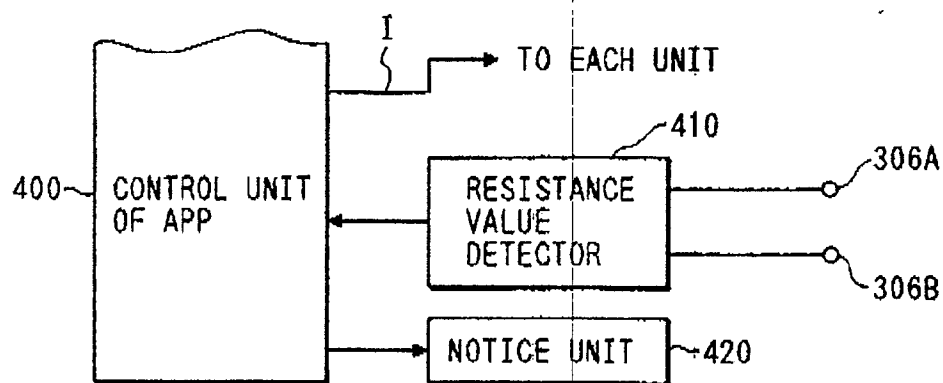 I
TO EACH UNIT
410
306A
400
CONTROL UNIT
OF APP
RESISTANCE
VALUE
DETECTOR
306B
NOTICE UNIT
420